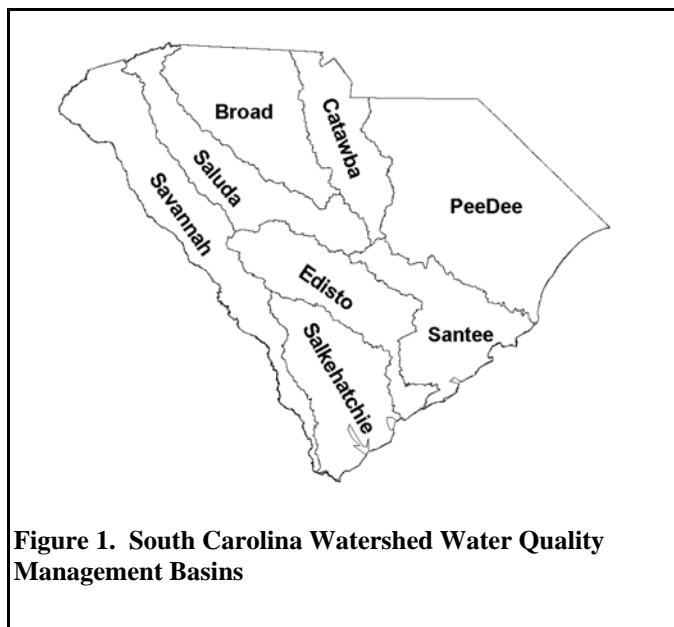 Broad
Catawba
Saluda
Savannah
PeeDee
Edisto
Santee
Salkehatchie
Figure 1.  South Carolina Watershed Water Quality
Management Basins